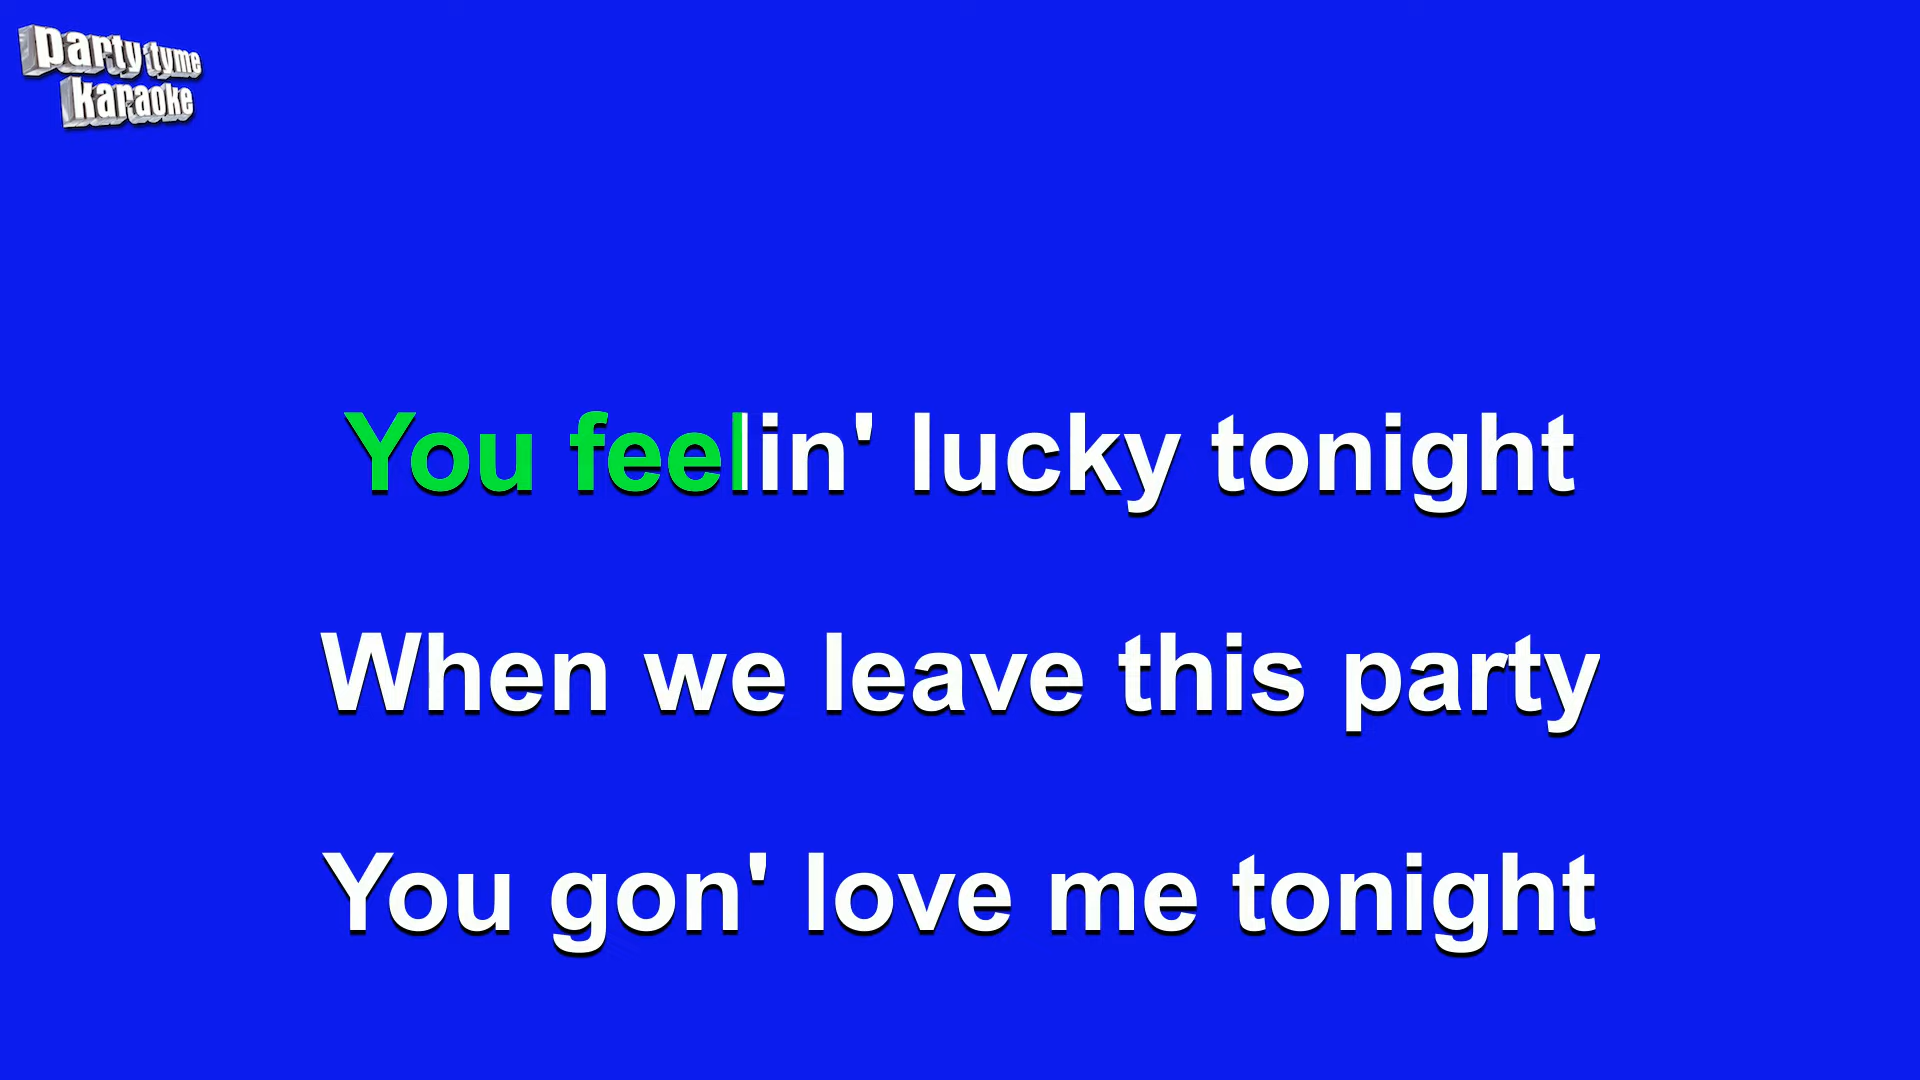 party tyme
karaoke
You feelin' lucky tonight
When we leave this party
You gon' love me tonight